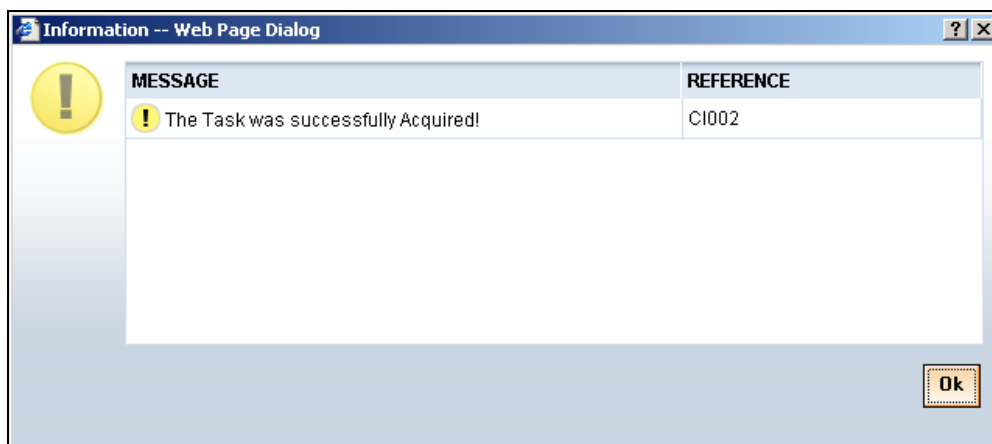 Information -- Web Page Dialog
MESSAGE REFERENCE
The Task was successfully Acquired! CI002
Ok